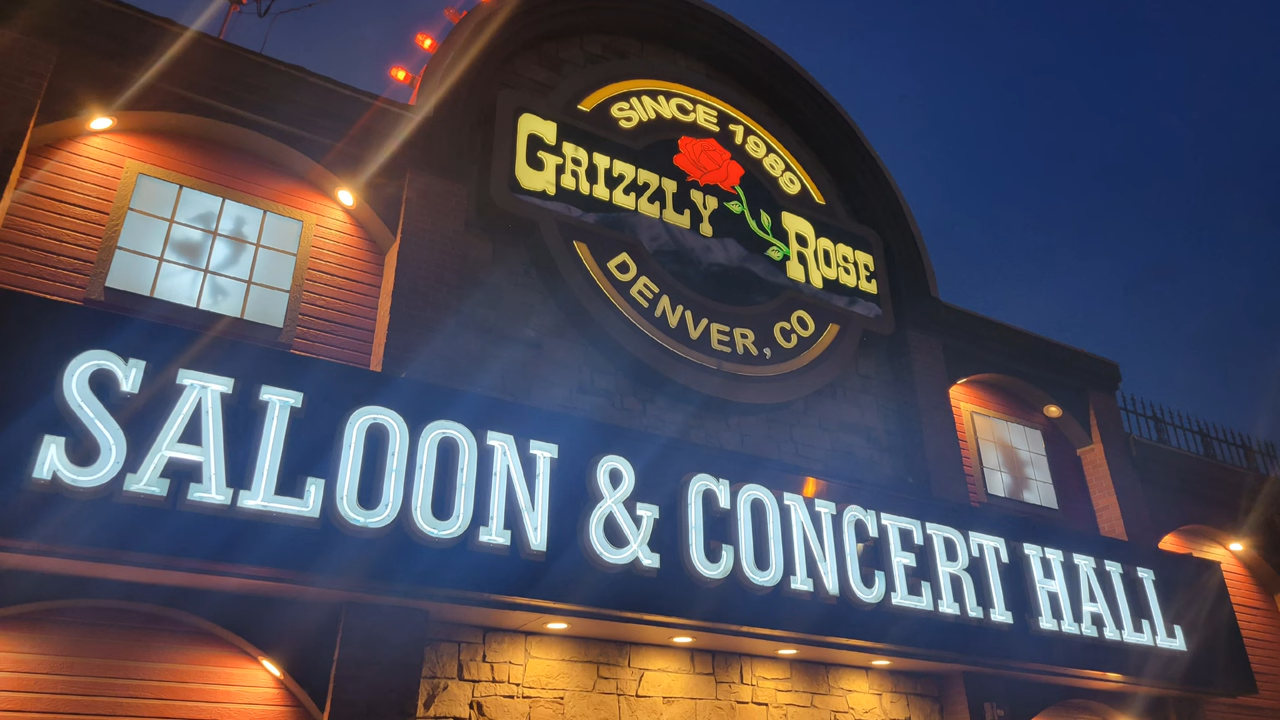 SINCE 1989
GRIZZLY ROSE
DENVER, CO
SALOON & CONCERT HALL